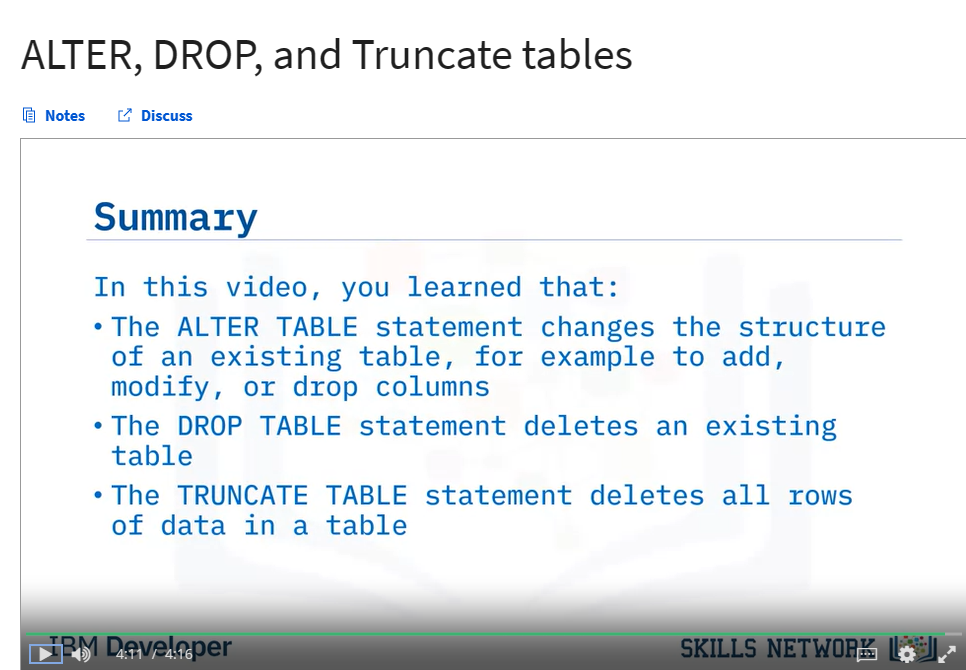 ALTER, DROP, and Truncate tables
Notes
Discuss
Summary
In this video, you learned that:
• The ALTER TABLE statement changes the structure
of an existing table, for example to add,
modify, or drop columns
• The DROP TABLE statement deletes an existing
table
• The TRUNCATE TABLE statement deletes all rows
of data in a table
IBM Developer
SKILLS NETWORK
4:11 / 4:16